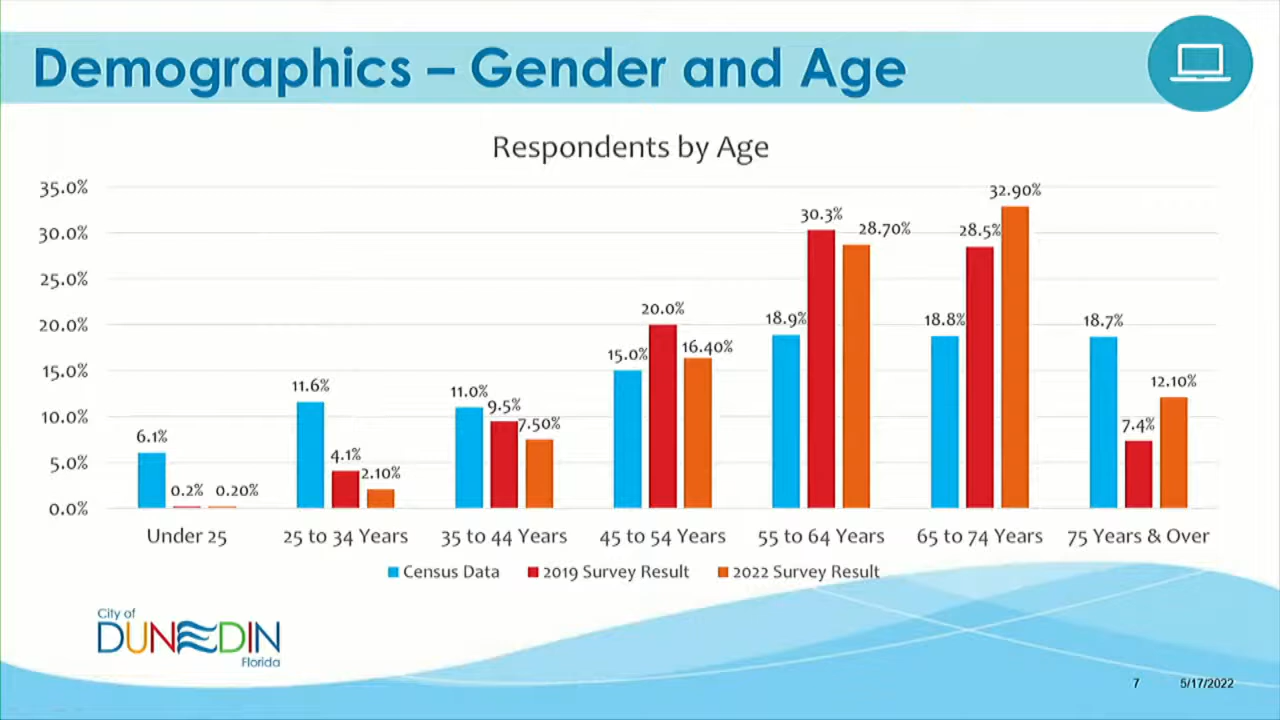 Demographics – Gender and Age
Respondents by Age
35.0%
30.0%
25.0%
20.0%
15.0%
10.0%
5.0%
0.0%
6.1%
0.2%
0.20%
11.6%
4.1%
2.10%
11.0%
9.5%
7.50%
15.0%
20.0%
16.40%
18.9%
30.3%
28.70%
18.8%
28.5%
32.90%
18.7%
7.4%
12.10%
Under 25
25 to 34 Years
35 to 44 Years
45 to 54 Years
55 to 64 Years
65 to 74 Years
75 Years & Over
Census Data
2019 Survey Result
2022 Survey Result
City of
DUNEDIN
Florida
7
5/17/2022